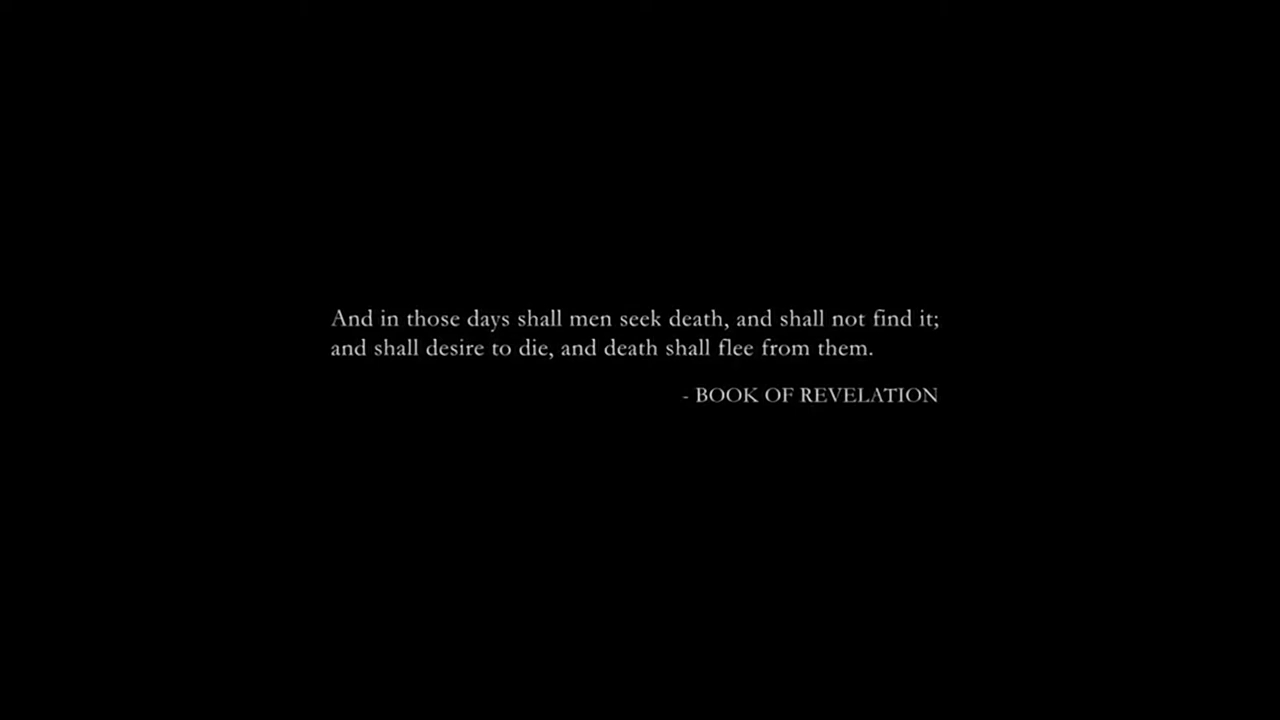 And in those days shall men seek death, and shall not find it;
and shall desire to die, and death shall flee from them.
- BOOK OF REVELATION